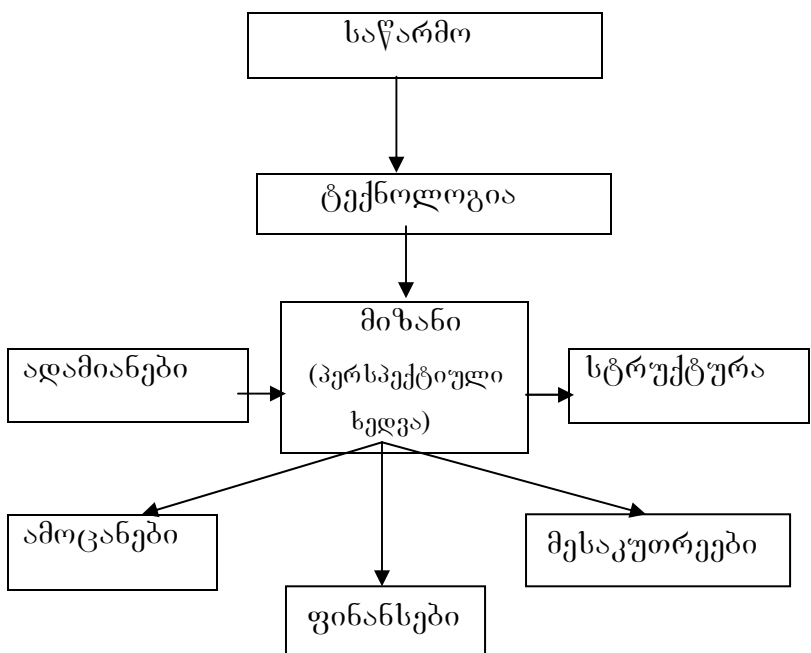 საწარმო
ტექნოლოგია
მიზანი
(პერსპექტიული
ხედვა)
ადამიანები
სტრუქტურა
ამოცანები
მესაკუთრეები
ფინანსები